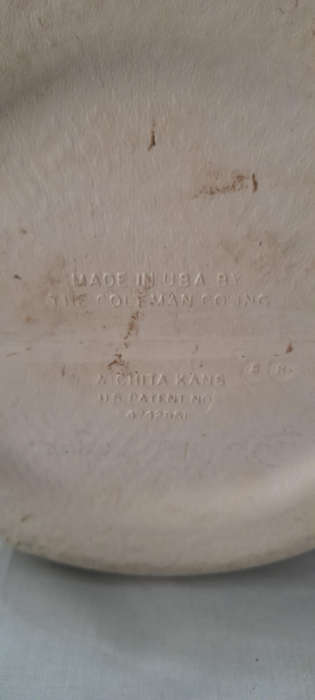 MADE IN USA BY
THE COLEMAN CO INC
WICHITA KANS
U.S. PATENT NO.